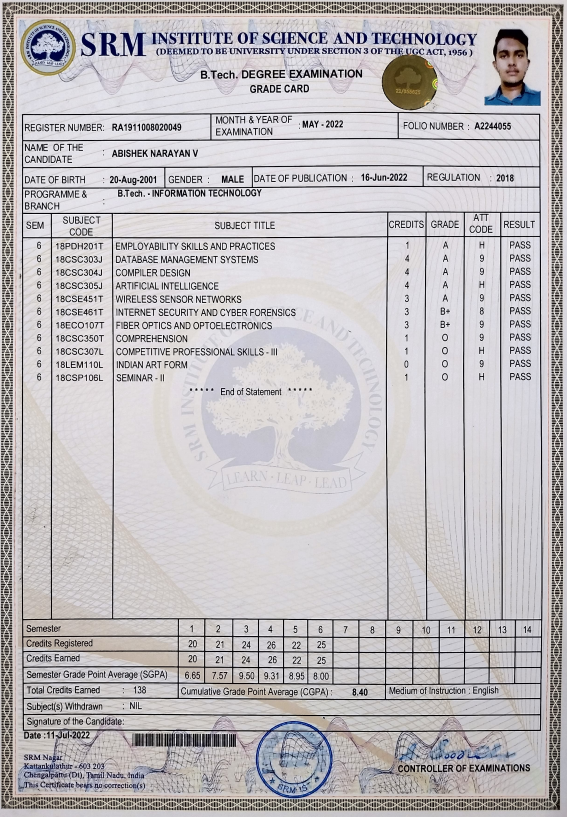 SRM INSTITUTE OF SCIENCE AND TECHNOLOGY
(DEEMED TO BE UNIVERSITY UNDER SECTION 3 OF THE UGC ACT, 1956 )
B.Tech. DEGREE EXAMINATION
GRADE CARD
REGISTER NUMBER: RA1911008020049 MONTH & YEAR OF EXAMINATION : MAY - 2022 FOLIO NUMBER : A2244055
NAME OF THE CANDIDATE : ABISHEK NARAYAN V
DATE OF BIRTH : 20-Aug-2001 GENDER : MALE DATE OF PUBLICATION : 16-Jun-2022 REGULATION : 2018
PROGRAMME & BRANCH : B.Tech. - INFORMATION TECHNOLOGY
SEM SUBJECT CODE SUBJECT TITLE CREDITS GRADE ATT CODE RESULT
6 18PDH201T EMPLOYABILITY SKILLS AND PRACTICES 1 A H PASS
6 18CSC303J DATABASE MANAGEMENT SYSTEMS 4 A 9 PASS
6 18CSC304J COMPILER DESIGN 4 A 9 PASS
6 18CSC305J ARTIFICIAL INTELLIGENCE 4 A H PASS
6 18CSE451T WIRELESS SENSOR NETWORKS 3 A 9 PASS
6 18CSE461T INTERNET SECURITY AND CYBER FORENSICS 3 B+ 8 PASS
6 18ECO107T FIBER OPTICS AND OPTOELECTRONICS 3 B+ 9 PASS
6 18CSC350T COMPREHENSION 1 O 9 PASS
6 18CSC307L COMPETITIVE PROFESSIONAL SKILLS - III 1 O H PASS
6 18LEM110L INDIAN ART FORM 0 O 9 PASS
6 18CSP106L SEMINAR - II 1 O H PASS
***** End of Statement *****
SRM INSTITUTE OF SCIENCE AND TECHNOLOGY
LEARN - LEAP - LEAD
Semester 1 2 3 4 5 6 7 8 9 10 11 12 13 14
Credits Registered 20 21 24 26 22 25
Credits Earned 20 21 24 26 22 25
Semester Grade Point Average (SGPA) 6.65 7.57 9.50 9.31 8.95 8.00
Total Credits Earned : 138 Cumulative Grade Point Average (CGPA) : 8.40 Medium of Instruction : English
Subject(s) Withdrawn : NIL
Signature of the Candidate:
Date :11-Jul-2022
SRM Nagar
Kattankulathur - 603 203
Chengalpattu (Dt), Tamil Nadu, India
This Certificate bears no correction(s)
SRM IST
CONTROLLER OF EXAMINATIONS